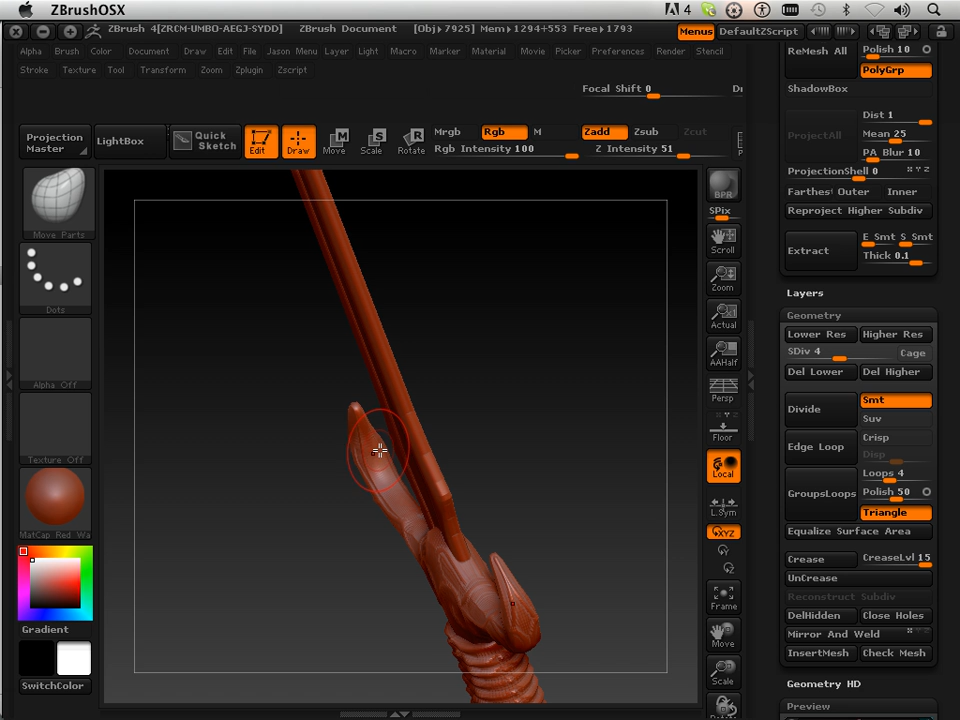 ZBrushOSX
4
ZBrush 4[ZRCM-UMBO-AEGJ-SYDD] ZBrush Document [Obj▸7925] Mem▸1294+553 Free▸1793 Menus DefaultZScript
Alpha Brush Color Document Draw Edit File Jason Menu Layer Light Macro Marker Material Movie Picker Preferences Render Stencil
Stroke Texture Tool Transform Zoom Zplugin Zscript
Focal Shift 0
Projection Master
LightBox
Quick Sketch
Edit
Draw
Move
Scale
Rotate
Mrgb Rgb M
Rgb Intensity 100
Zadd Zsub Zcut
Z Intensity 51
Move Parts
Dots
Alpha Off
Texture Off
MatCap Red Wa
Gradient
SwitchColor
BPR
SPix
Scroll
Zoom
Actual
AAHalf
Persp
Floor
Local
L.Sym
XYZ
Frame
Move
Scale
ReMesh All
Polish 10
PolyGrp
ShadowBox
ProjectAll
Dist 1
Mean 25
PA Blur 10
ProjectionShell 0
Farthest Outer Inner
Reproject Higher Subdiv
Extract
E Smt S Smt
Thick 0.1
Layers
Geometry
Lower Res Higher Res
SDiv 4 Cage
Del Lower Del Higher
Divide
Smt
Suv
Edge Loop
Crisp
Disp
GroupsLoops
Loops 4
Polish 50
Triangle
Equalize Surface Area
Crease CreaseLvl 15
UnCrease
Reconstruct Subdiv
DelHidden Close Holes
Mirror And Weld
InsertMesh Check Mesh
Geometry HD
Preview